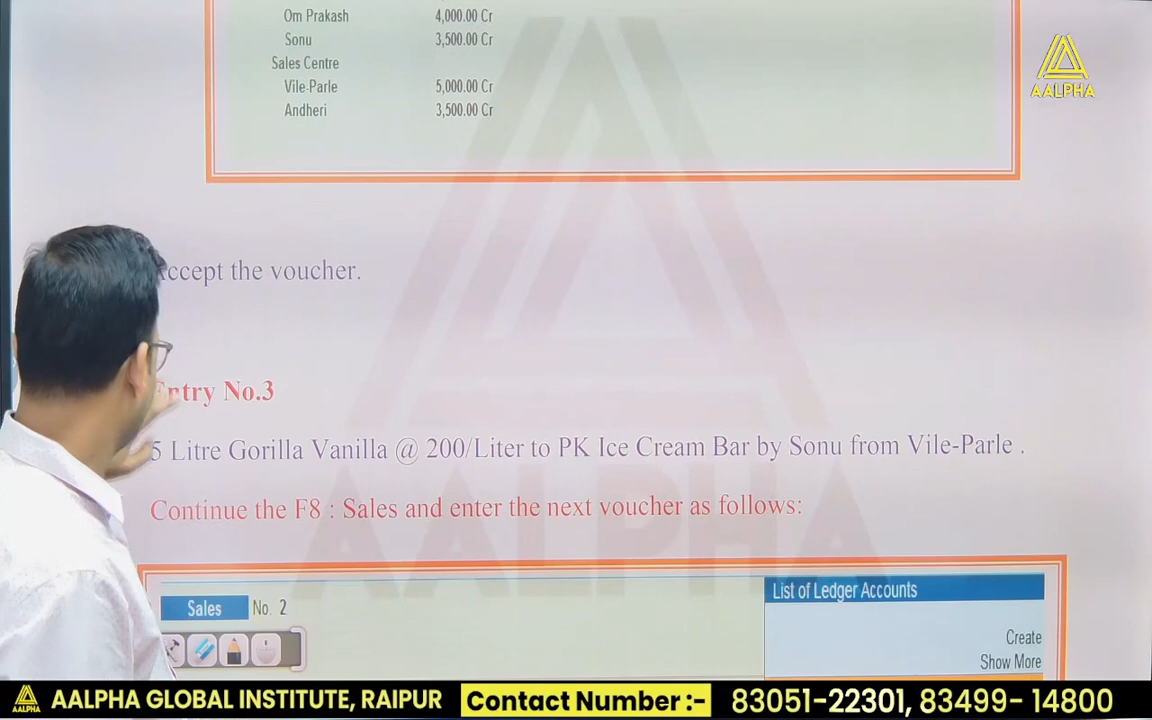 Om Prakash 4,000.00 Cr
Sonu 3,500.00 Cr
Sales Centre
Vile-Parle 5,000.00 Cr
Andheri 3,500.00 Cr
AALPHA
Accept the voucher.
Entry No.3
5 Litre Gorilla Vanilla @ 200/Liter to PK Ice Cream Bar by Sonu from Vile-Parle .
Continue the F8 : Sales and enter the next voucher as follows:
AALPHA
Sales No. 2
List of Ledger Accounts
Create
Show More
AALPHA AALPHA GLOBAL INSTITUTE, RAIPUR Contact Number :- 83051-22301, 83499- 14800